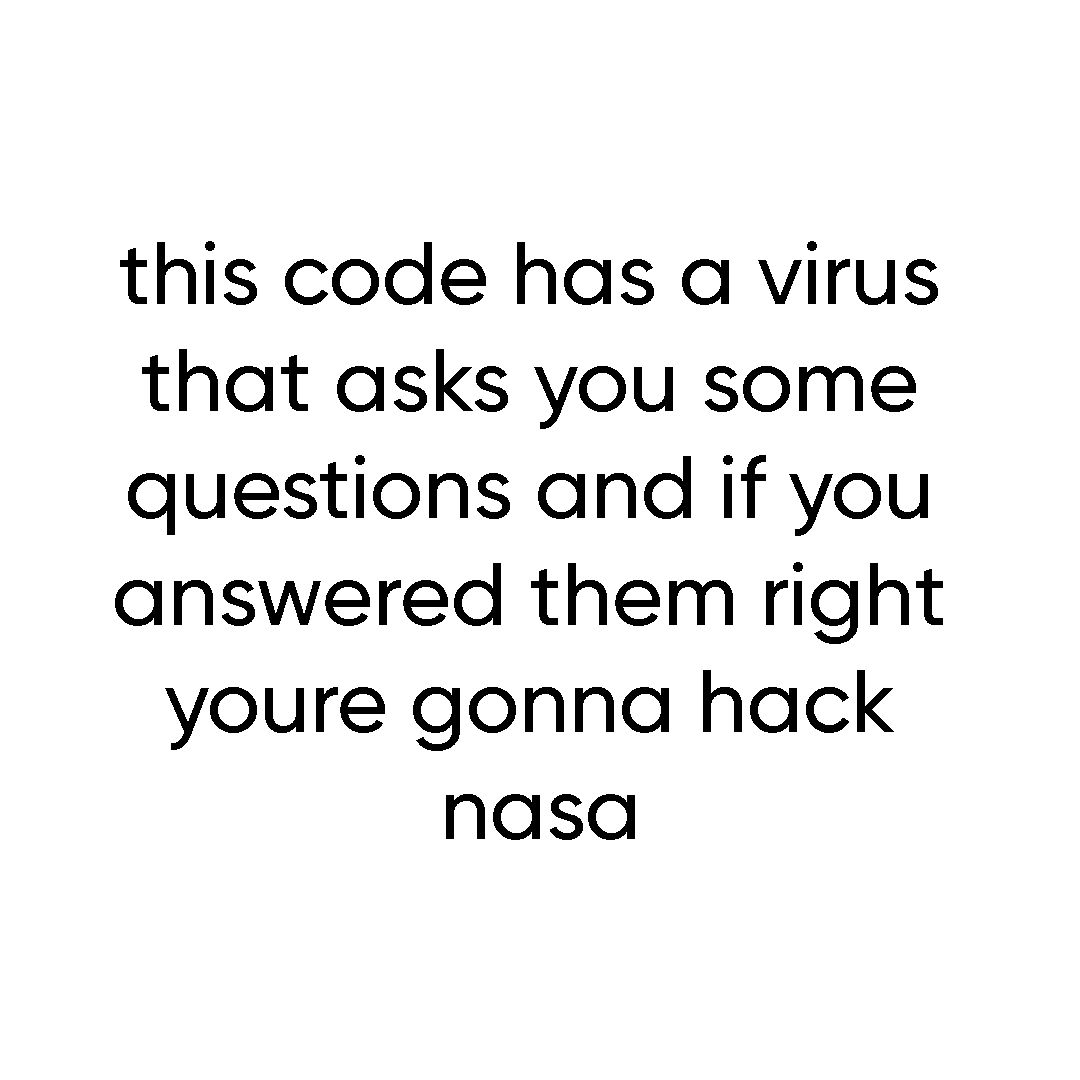 this code has a virus
that asks you some
questions and if you
answered them right
youre gonna hack
nasa